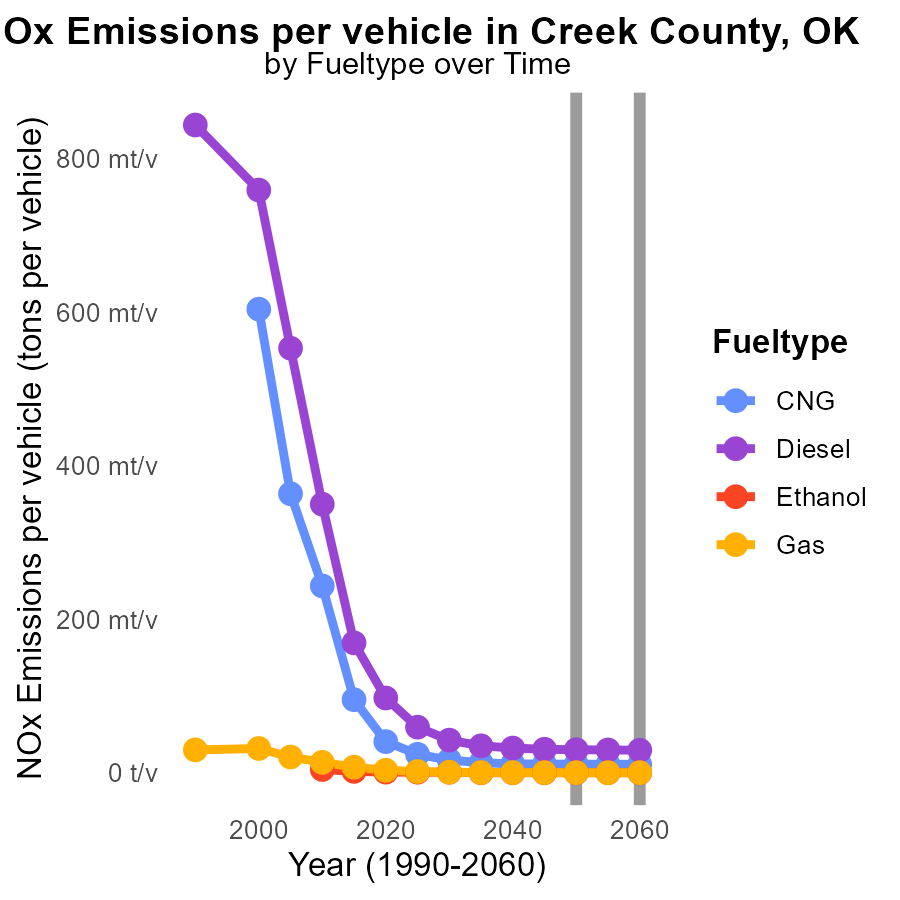 Ox Emissions per vehicle in Creek County, OK
by Fueltype over Time
NOx Emissions per vehicle (tons per vehicle)
800 mt/v
600 mt/v
400 mt/v
200 mt/v
0 t/v
2000
2020
2040
2060
Year (1990-2060)
Fueltype
CNG
Diesel
Ethanol
Gas